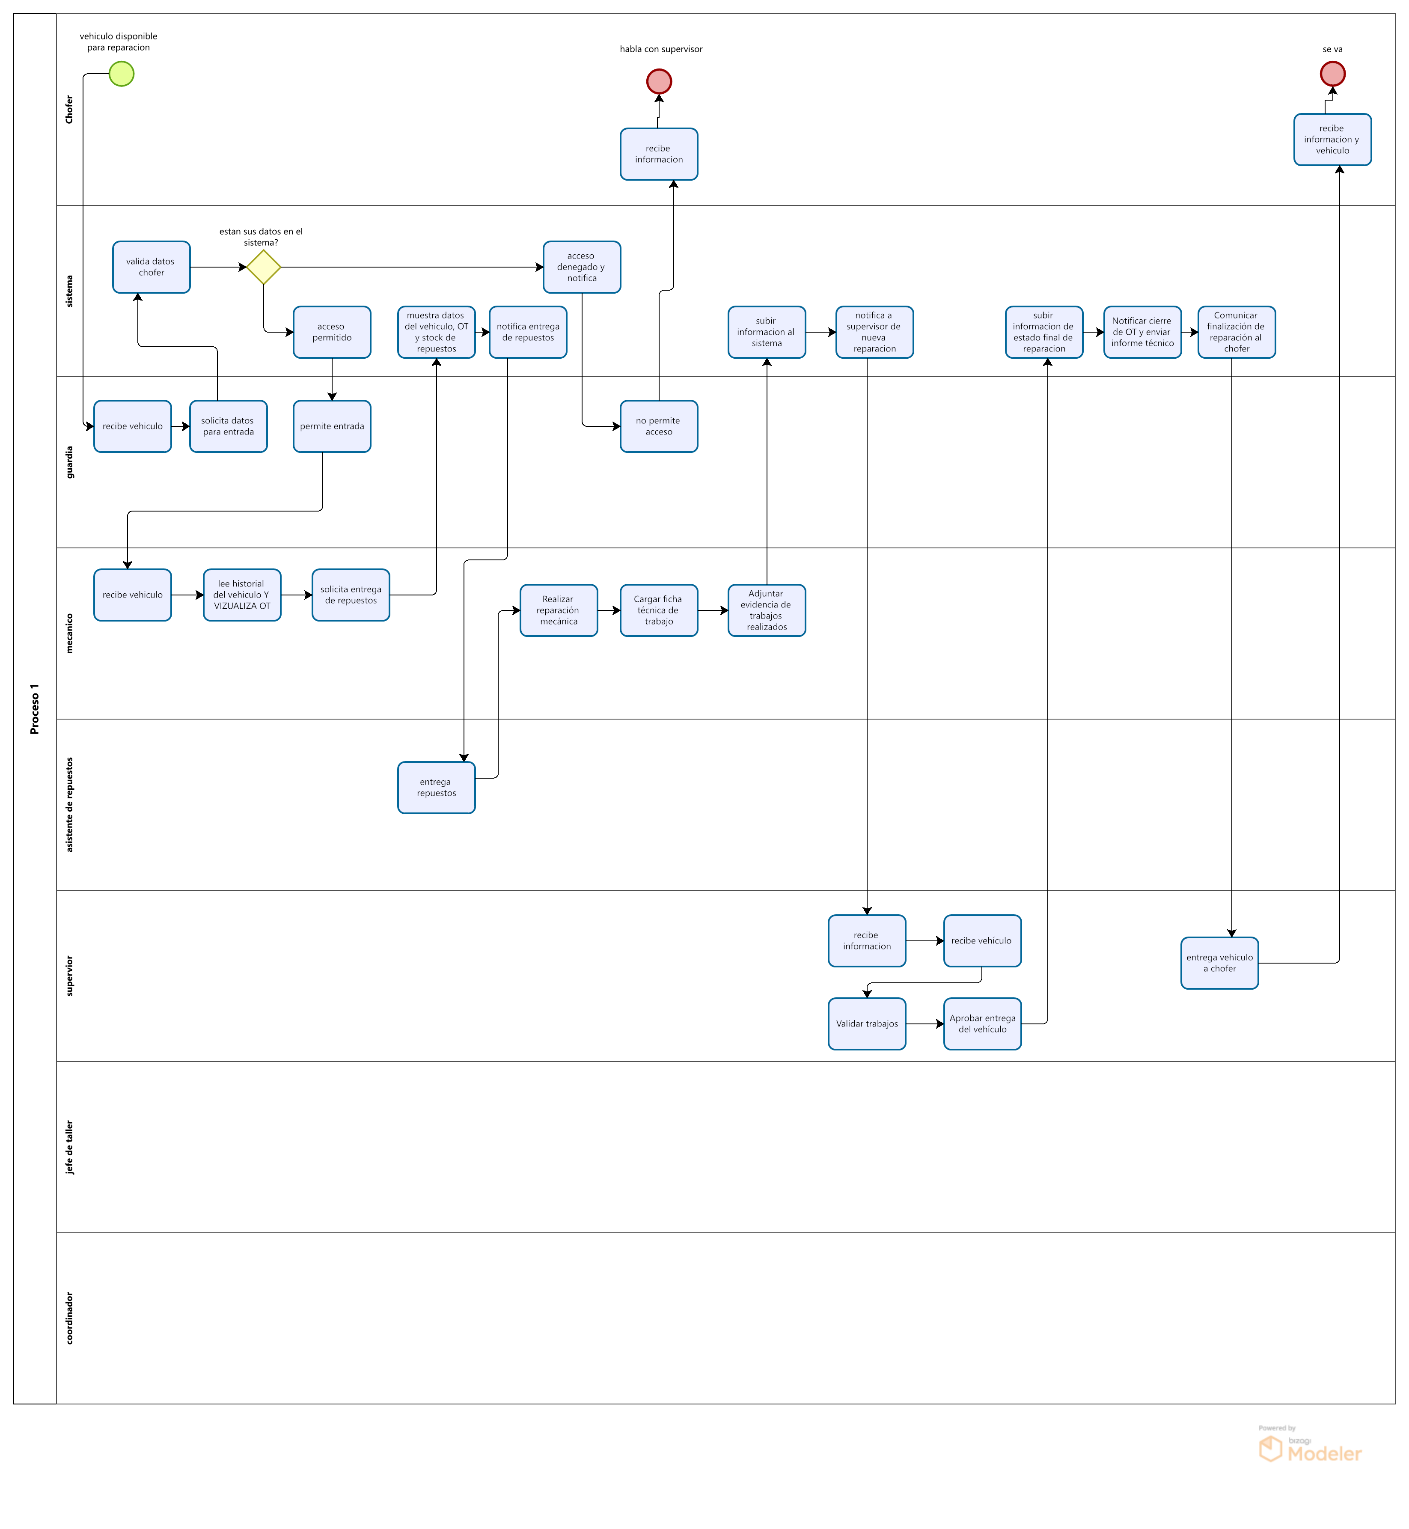 vehiculo disponible
para reparacion
habla con supervisor
se va
Chofer
recibe
informacion
recibe
informacion y
vehiculo
estan sus datos en el
sistema?
valida datos
chofer
acceso
denegado y
notifica
sistema
acceso
permitido
muestra datos
del vehiculo, OT
y stock de
repuestos
notifica entrega
de repuestos
subir
informacion al
sistema
notifica a
supervisor de
nueva
reparacion
subir
informacion de
estado final de
reparacion
Notificar cierre
de OT y enviar
informe técnico
Comunicar
finalización de
reparación al
chofer
guardia
recibe vehiculo
solicita datos
para entrada
permite entrada
no permite
acceso
mecanico
recibe vehiculo
lee historial
del vehiculo Y
VIZUALIZA OT
solicita entrega
de repuestos
Realizar
reparación
mecánica
Cargar ficha
técnica de
trabajo
Adjuntar
evidencia de
trabajos
realizados
Proceso 1
asistente de repuestos
entrega
repuestos
supervior
recibe
informacion
recibe vehiculo
entrega vehiculo
a chofer
Validar trabajos
Aprobar entrega
del vehículo
jefe de taller
coordinador
Powered by
bizagi
Modeler